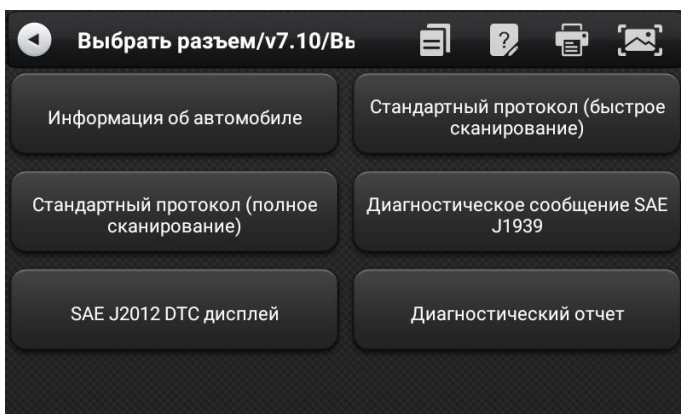 Выбрать разъем/v7.10/Вы
Информация об автомобиле
Стандартный протокол (быстрое
сканирование)
Стандартный протокол (полное
сканирование)
Диагностическое сообщение SAE
J1939
SAE J2012 DTC дисплей
Диагностический отчет